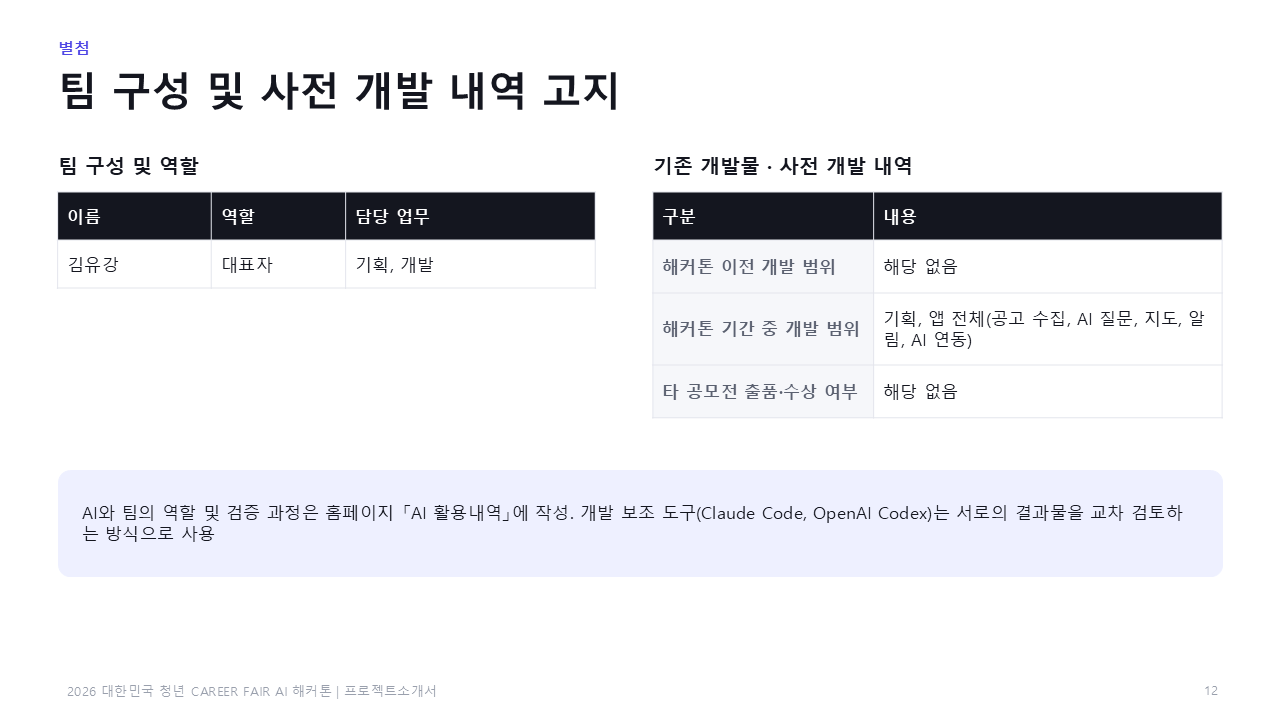 별첨
팀 구성 및 사전 개발 내역 고지
팀 구성 및 역할
이름 역할 담당 업무
김유강 대표자 기획, 개발
기존 개발물 · 사전 개발 내역
구분 내용
해커톤 이전 개발 범위 해당 없음
해커톤 기간 중 개발 범위 기획, 앱 전체(공고 수집, AI 질문, 지도, 알
림, AI 연동)
타 공모전 출품·수상 여부 해당 없음
AI와 팀의 역할 및 검증 과정은 홈페이지 「AI 활용내역」에 작성. 개발 보조 도구(Claude Code, OpenAI Codex)는 서로의 결과물을 교차 검토하
는 방식으로 사용
2026 대한민국 청년 CAREER FAIR AI 해커톤 | 프로젝트소개서
12